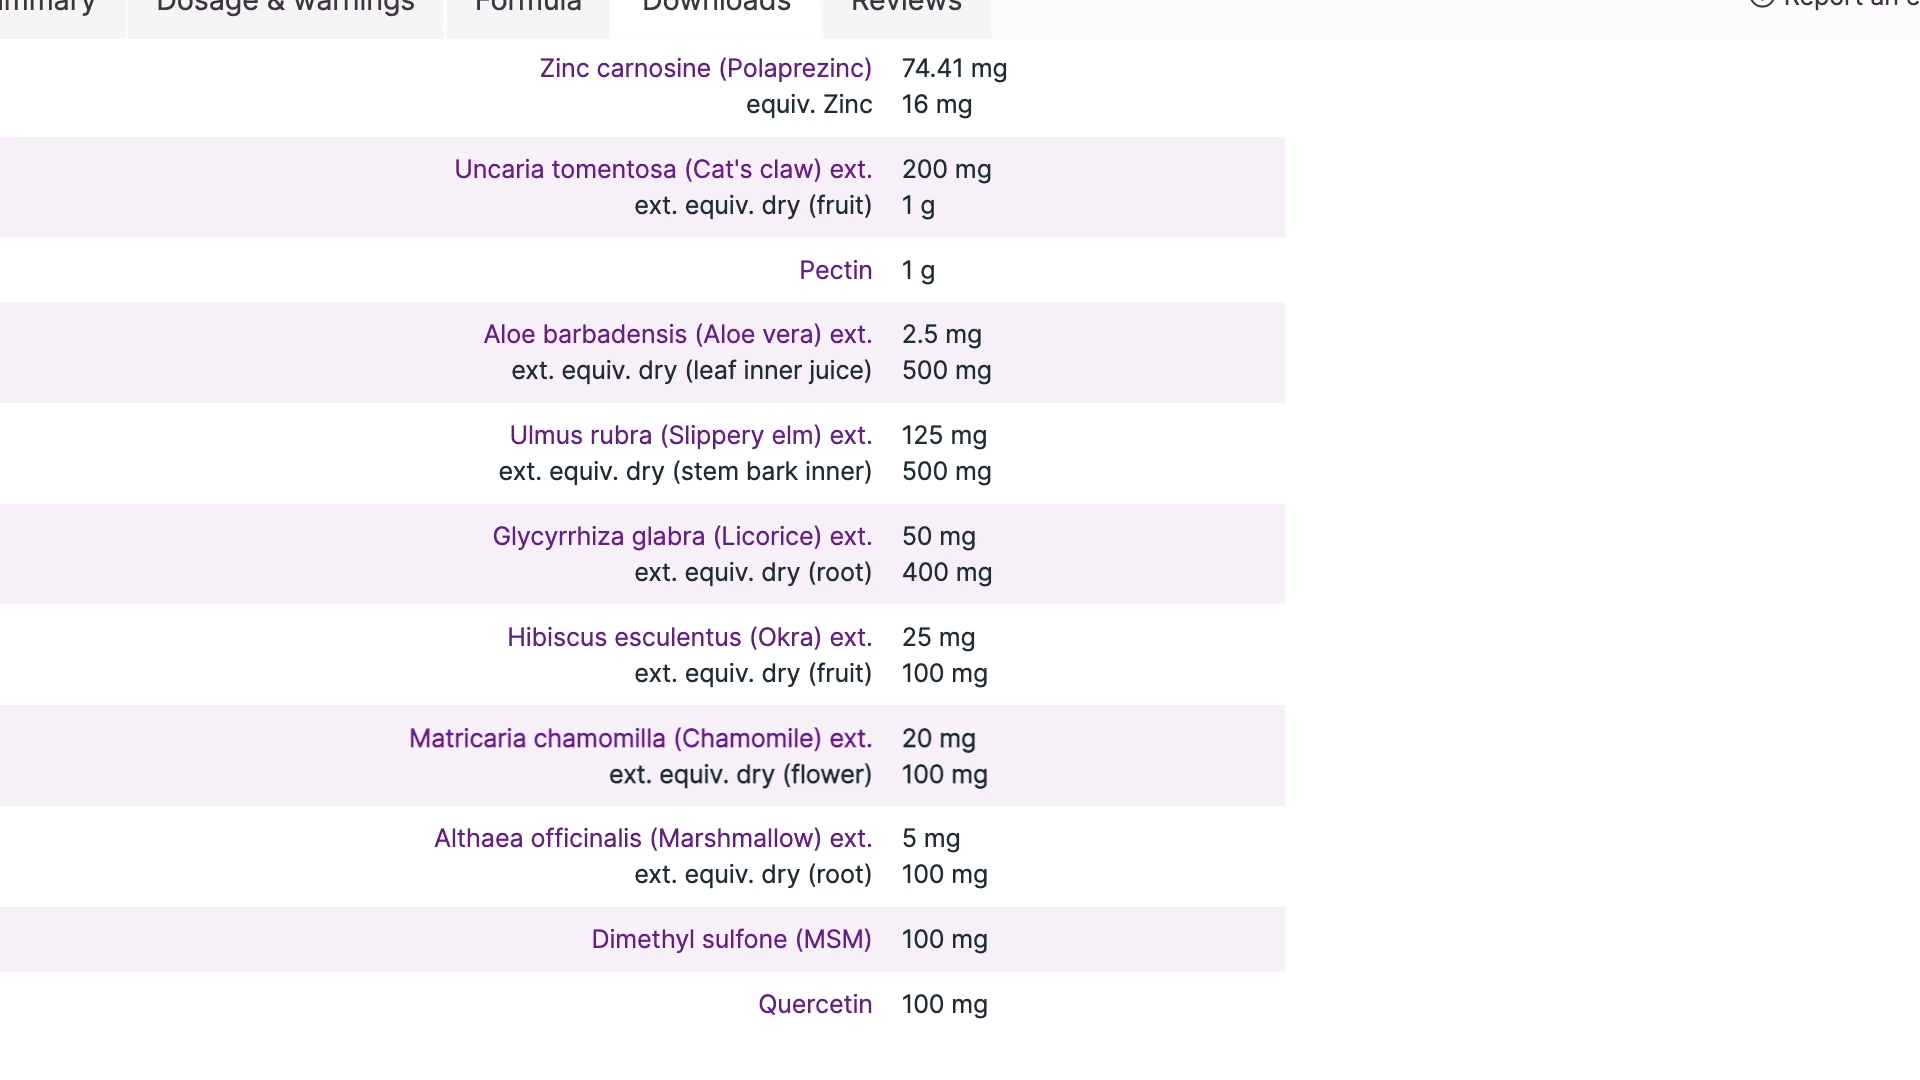 Dosage & warnings
Formula
Downloads
Reviews
Report an
Zinc carnosine (Polaprezinc) 74.41 mg
equiv. Zinc 16 mg
Uncaria tomentosa (Cat's claw) ext. 200 mg
ext. equiv. dry (fruit) 1 g
Pectin 1 g
Aloe barbadensis (Aloe vera) ext. 2.5 mg
ext. equiv. dry (leaf inner juice) 500 mg
Ulmus rubra (Slippery elm) ext. 125 mg
ext. equiv. dry (stem bark inner) 500 mg
Glycyrrhiza glabra (Licorice) ext. 50 mg
ext. equiv. dry (root) 400 mg
Hibiscus esculentus (Okra) ext. 25 mg
ext. equiv. dry (fruit) 100 mg
Matricaria chamomilla (Chamomile) ext. 20 mg
ext. equiv. dry (flower) 100 mg
Althaea officinalis (Marshmallow) ext. 5 mg
ext. equiv. dry (root) 100 mg
Dimethyl sulfone (MSM) 100 mg
Quercetin 100 mg